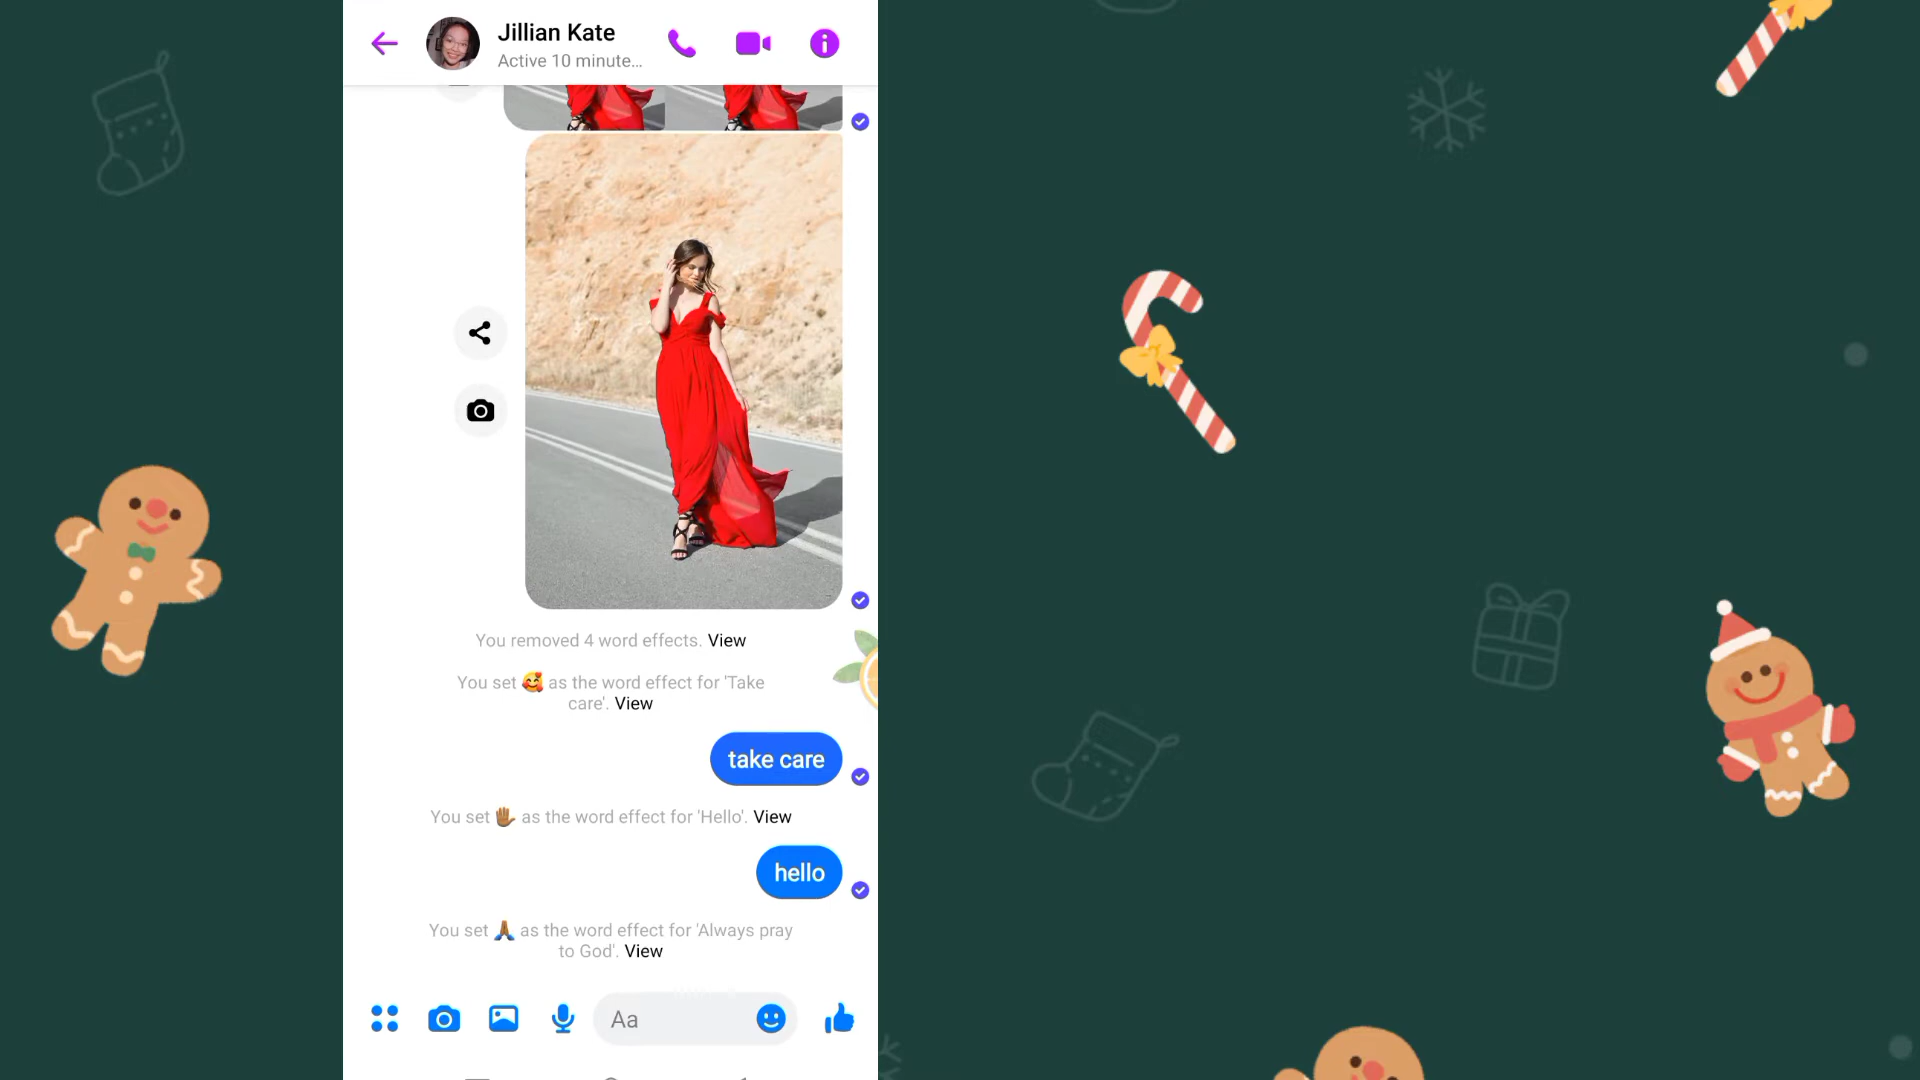 Jillian Kate
Active 10 minute...
You removed 4 word effects. View
You set 🥰 as the word effect for 'Take
care'. View
take care
You set 🖐🏾 as the word effect for 'Hello'. View
hello
You set 🙏🏾 as the word effect for 'Always pray
to God'. View
Aa